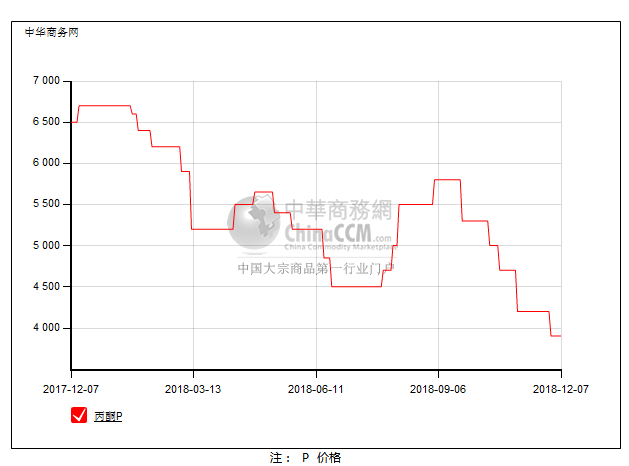 中华商务网
7 000
6 500
6 000
5 500
5 000
4 500
4 000
中華商務網
ChinaCCM.com
China Commodity Marketplace
中国大宗商品第一行业门户
2017-12-07
2018-03-13
2018-06-11
2018-09-06
2018-12-07
丙酮P
注： P 价格